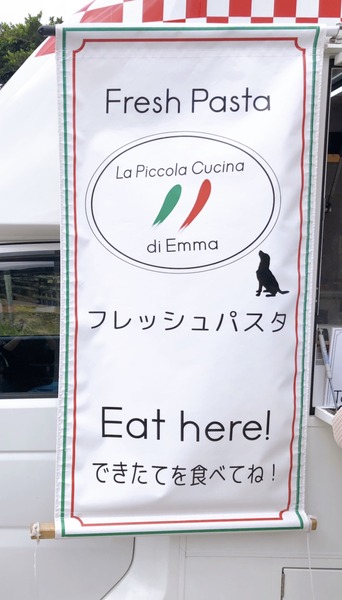 Fresh Pasta
La Piccola Cucina
di Emma
フレッシュパスタ
Eat here!
できたてを食べてね！